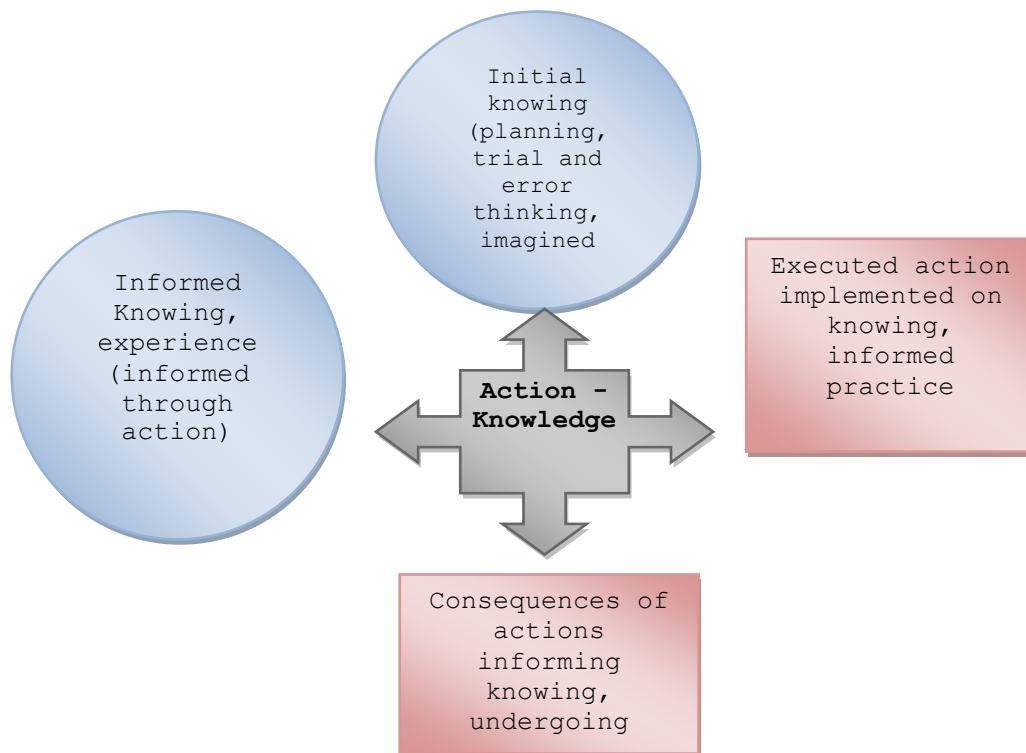 Initial
knowing
(planning,
trial and
error
thinking,
imagined
Informed
Knowing,
experience
(informed
through
action)
Action –
Knowledge
Executed action
implemented on
knowing,
informed
practice
Consequences of
actions
informing
knowing,
undergoing